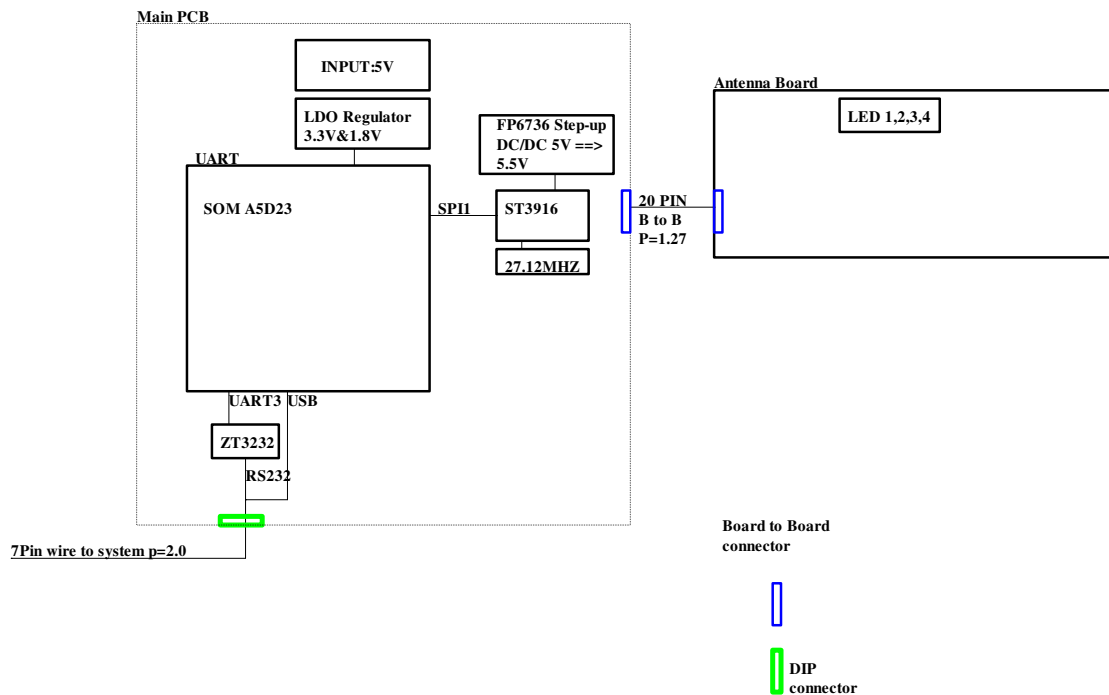 Main PCB
INPUT:5V
LDO Regulator
3.3V&1.8V
UART
SOM A5D23
SPI1
FP6736 Step-up
DC/DC 5V ==>
5.5V
ST3916
27.12MHZ
20 PIN
B to B
P=1.27
Antenna Board
LED 1,2,3,4
UART3 USB
ZT3232
RS232
7Pin wire to system p=2.0
Board to Board
connector
DIP
connector